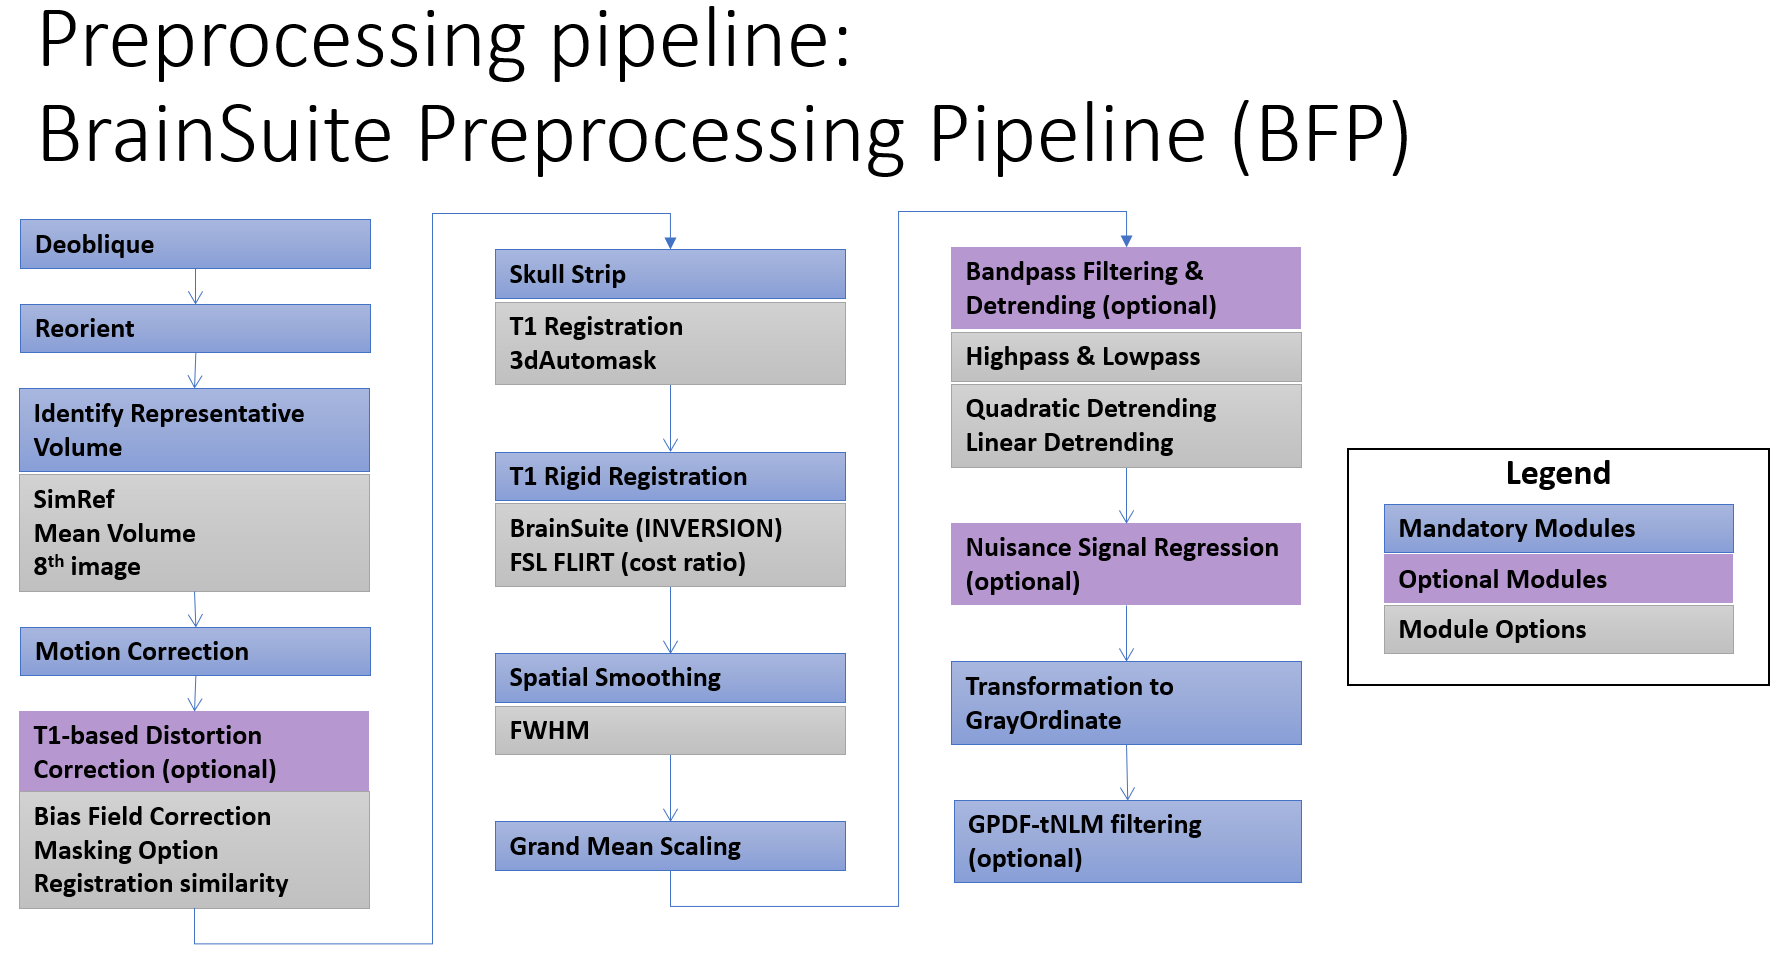 Preprocessing pipeline:
BrainSuite Preprocessing Pipeline (BFP)
Deoblique
Reorient
Identify Representative
Volume
SimRef
Mean Volume
8th image
Motion Correction
T1-based Distortion
Correction (optional)
Bias Field Correction
Masking Option
Registration similarity
Skull Strip
T1 Registration
3dAutomask
T1 Rigid Registration
BrainSuite (INVERSION)
FSL FLIRT (cost ratio)
Spatial Smoothing
FWHM
Grand Mean Scaling
Bandpass Filtering &
Detrending (optional)
Highpass & Lowpass
Quadratic Detrending
Linear Detrending
Nuisance Signal Regression
(optional)
Transformation to
GrayOrdinate
GPDF-tNLM filtering
(optional)
Legend
Mandatory Modules
Optional Modules
Module Options